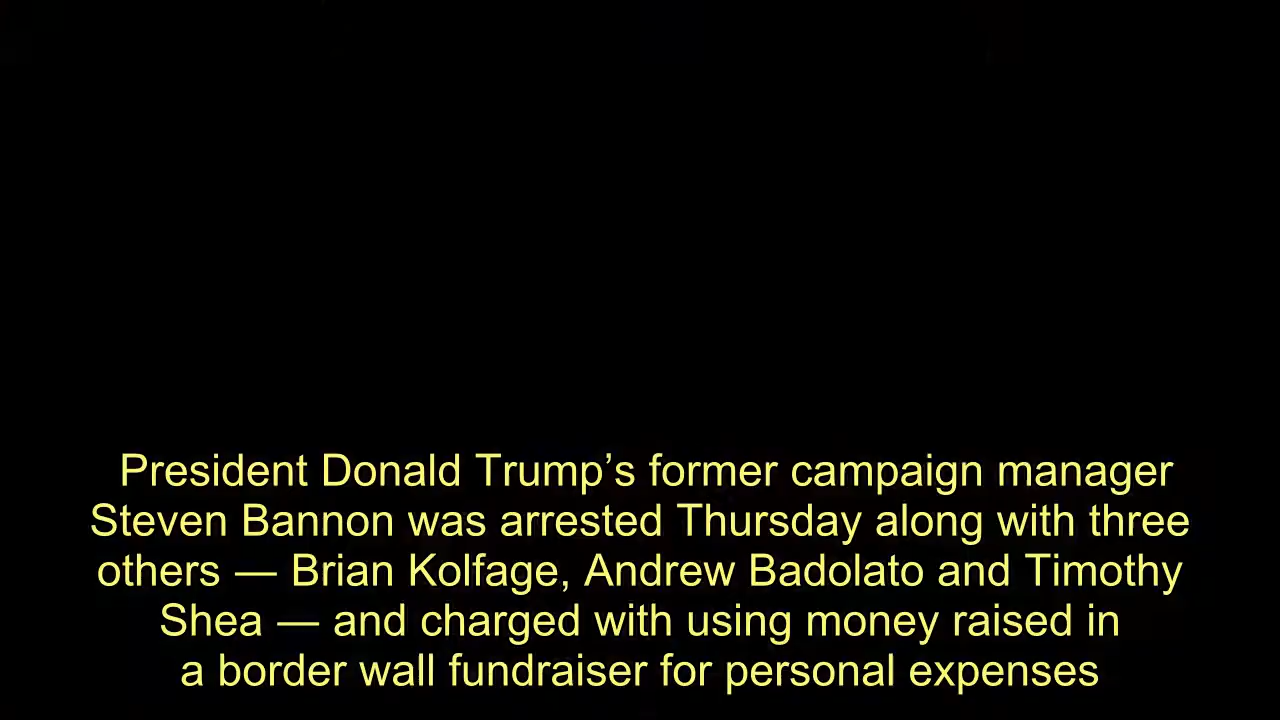 President Donald Trump’s former campaign manager
Steven Bannon was arrested Thursday along with three
others — Brian Kolfage, Andrew Badolato and Timothy
Shea — and charged with using money raised in
a border wall fundraiser for personal expenses